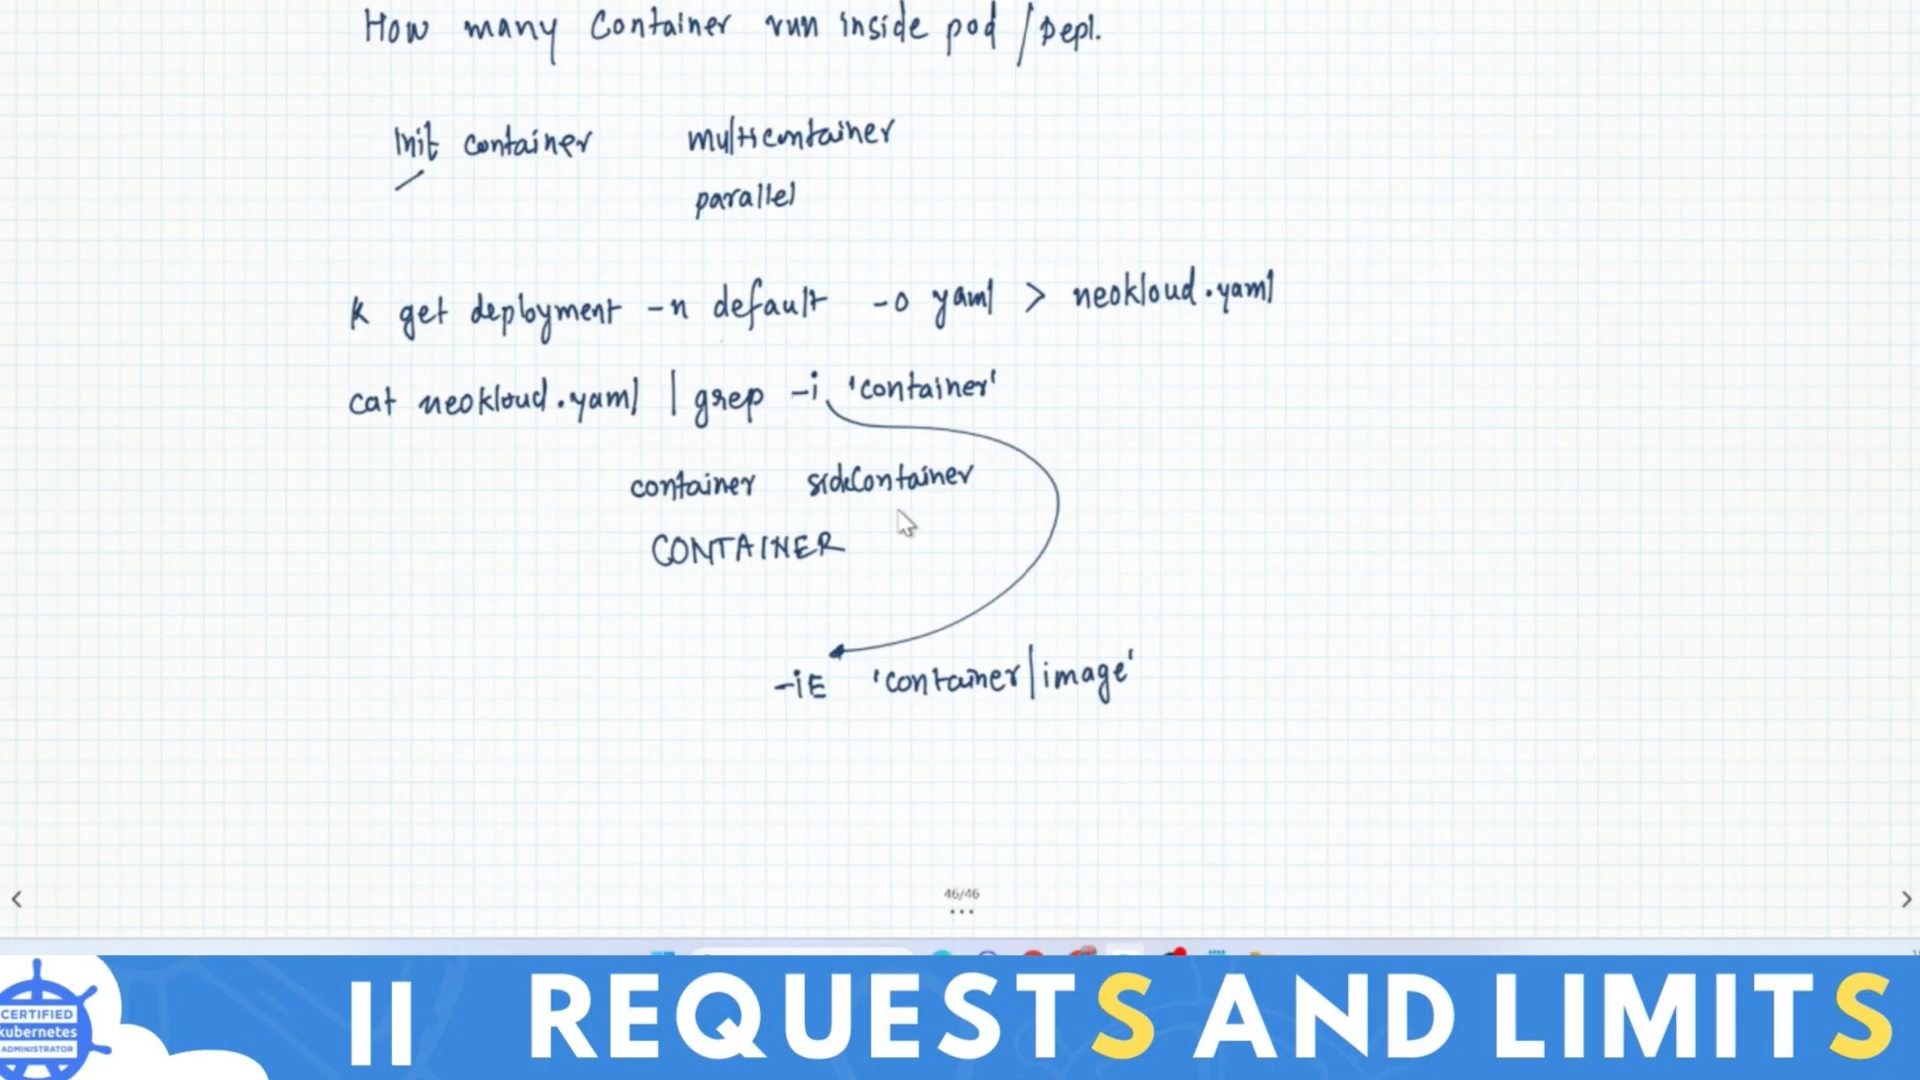 How many Container run inside pod / Depl.
Init container multicontainer
parallel
k get deployment -n default -o yaml > neokloud.yaml
cat neokloud.yaml | grep -i 'container'
container sideContainer
CONTAINER
-iE 'container|image'
46/46
CERTIFIED
kubernetes
ADMINISTRATOR
II REQUESTS AND LIMITS